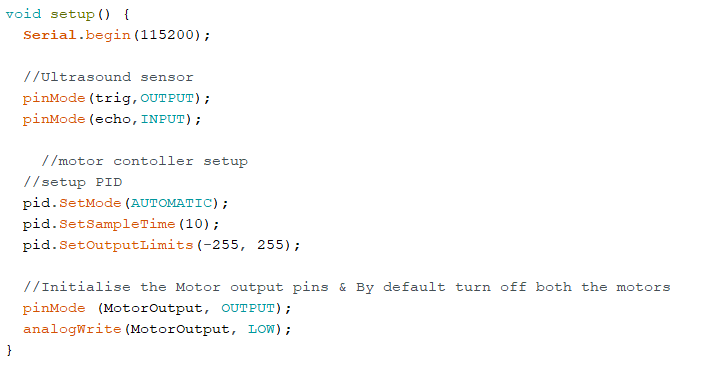 void setup() {
  Serial.begin(115200);

  //Ultrasound sensor
  pinMode(trig,OUTPUT);
  pinMode(echo,INPUT);

    //motor contoller setup
  //setup PID
  pid.SetMode(AUTOMATIC);
  pid.SetSampleTime(10);
  pid.SetOutputLimits(-255, 255);

  //Initialise the Motor output pins & By default turn off both the motors
  pinMode (MotorOutput, OUTPUT);
  analogWrite(MotorOutput, LOW);
}